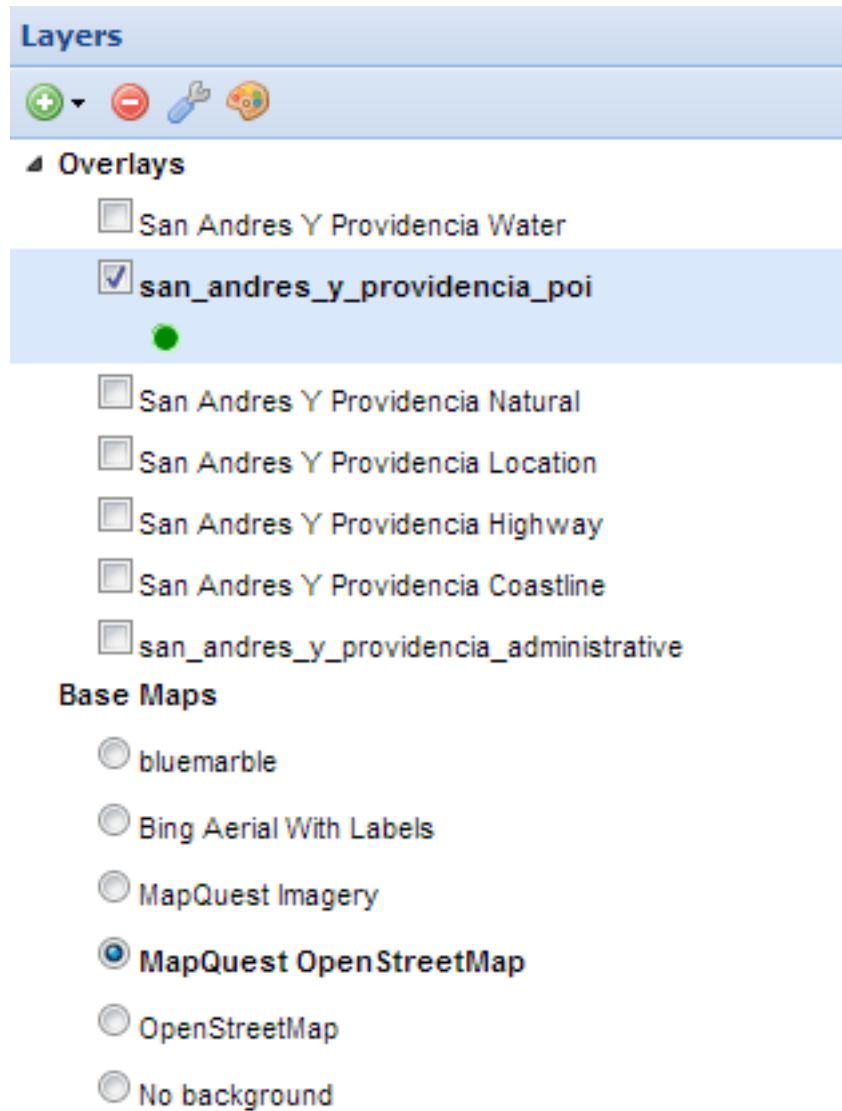 Layers
Overlays
San Andres Y Providencia Water
san_andres_y_providencia_poi
San Andres Y Providencia Natural
San Andres Y Providencia Location
San Andres Y Providencia Highway
San Andres Y Providencia Coastline
san_andres_y_providencia_administrative
Base Maps
bluemarble
Bing Aerial With Labels
MapQuest Imagery
MapQuest OpenStreetMap
OpenStreetMap
No background